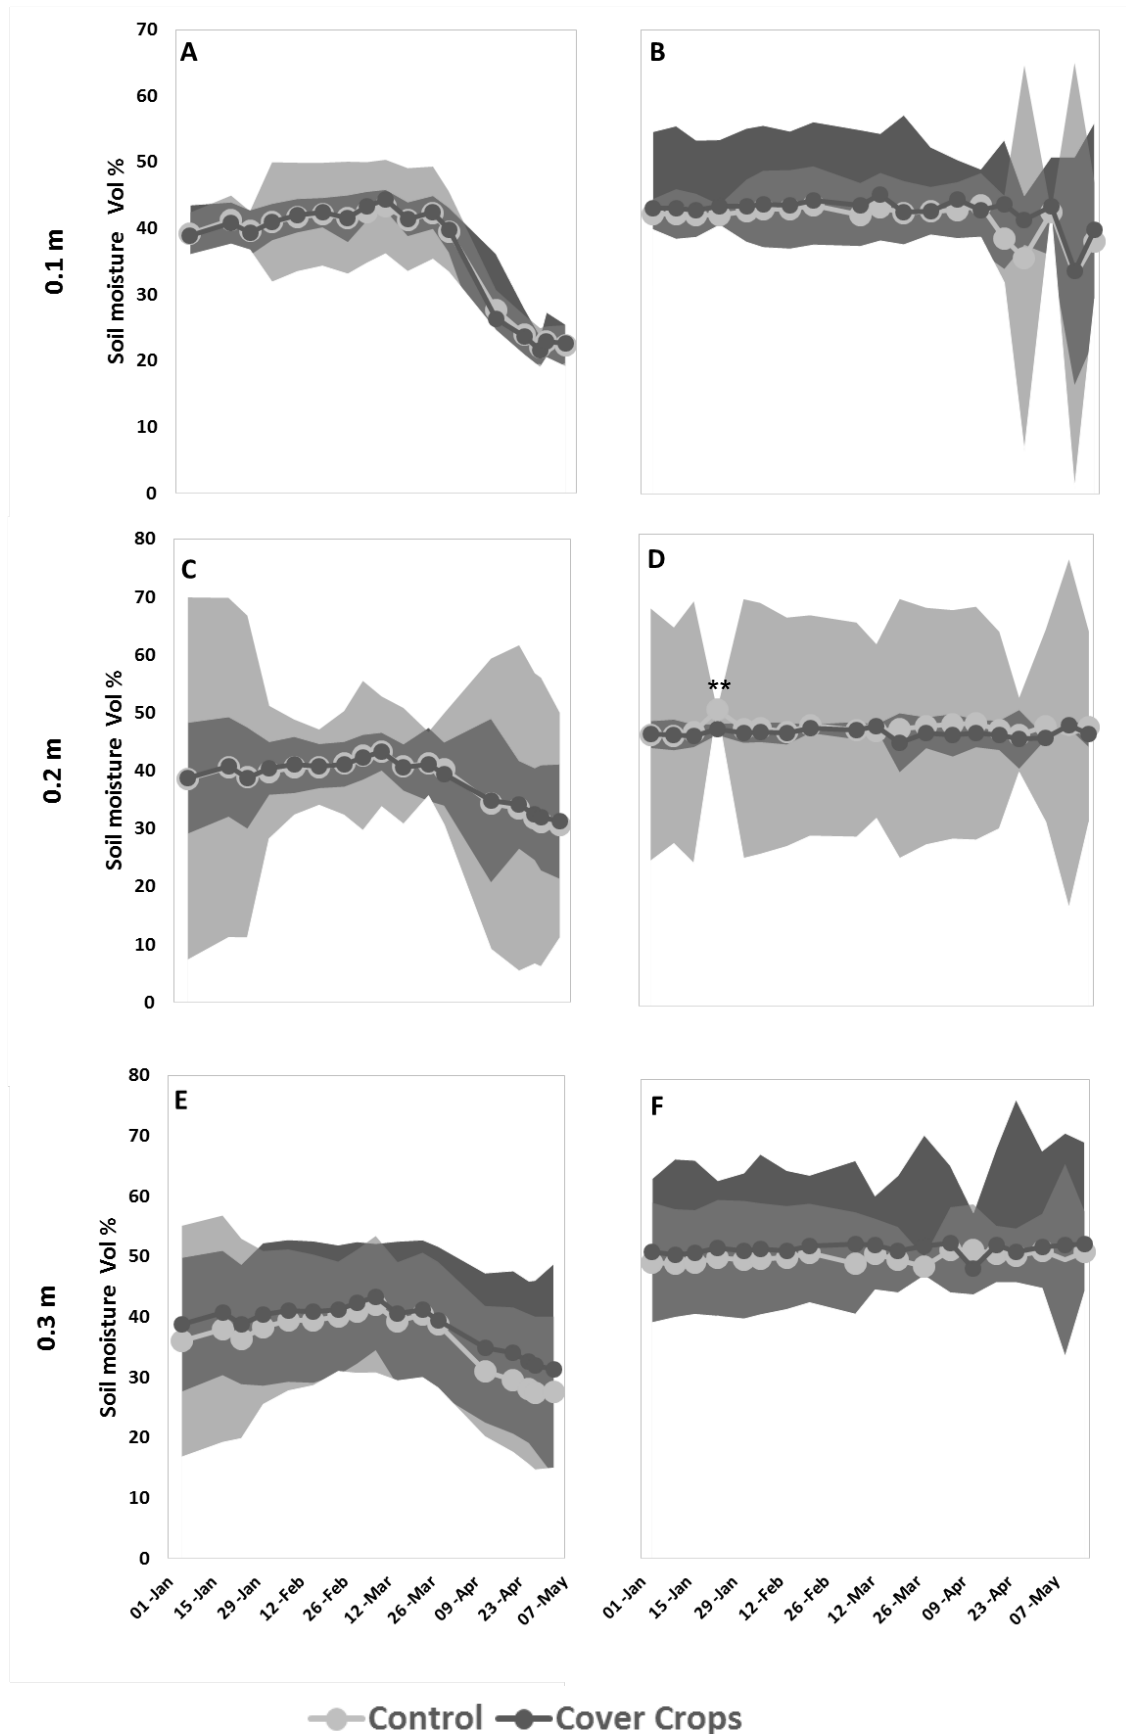 A
B
70
60
50
40
30
20
10
0
Soil moisture Vol %
0.1 m
C
D
80
70
60
50
40
30
20
10
0
Soil moisture Vol %
0.2 m
**
E
F
80
70
60
50
40
30
20
10
0
Soil moisture Vol %
0.3 m
01 -Jan
15 -Jan
29 -Jan
12 -Feb
26 -Feb
12 -Mar
26 -Mar
09 -Apr
23 -Apr
07 -May
01 -Jan
15 -Jan
29 -Jan
12 -Feb
26 -Feb
12 -Mar
26 -Mar
09 -Apr
23 -Apr
07 -May
Control Cover Crops